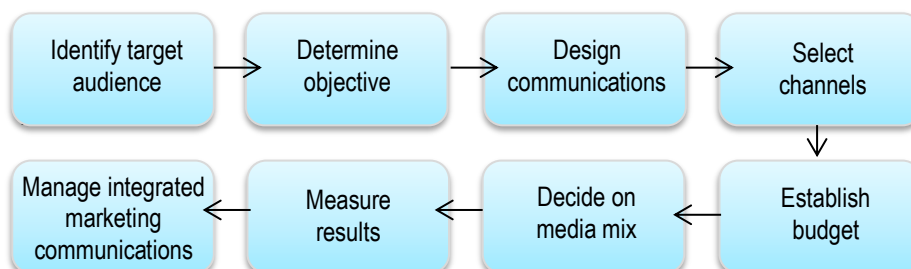 Identify target
audience
Determine
objective
Design
communications
Select
channels
Manage integrated
marketing
communications
Measure
results
Decide on
media mix
Establish
budget